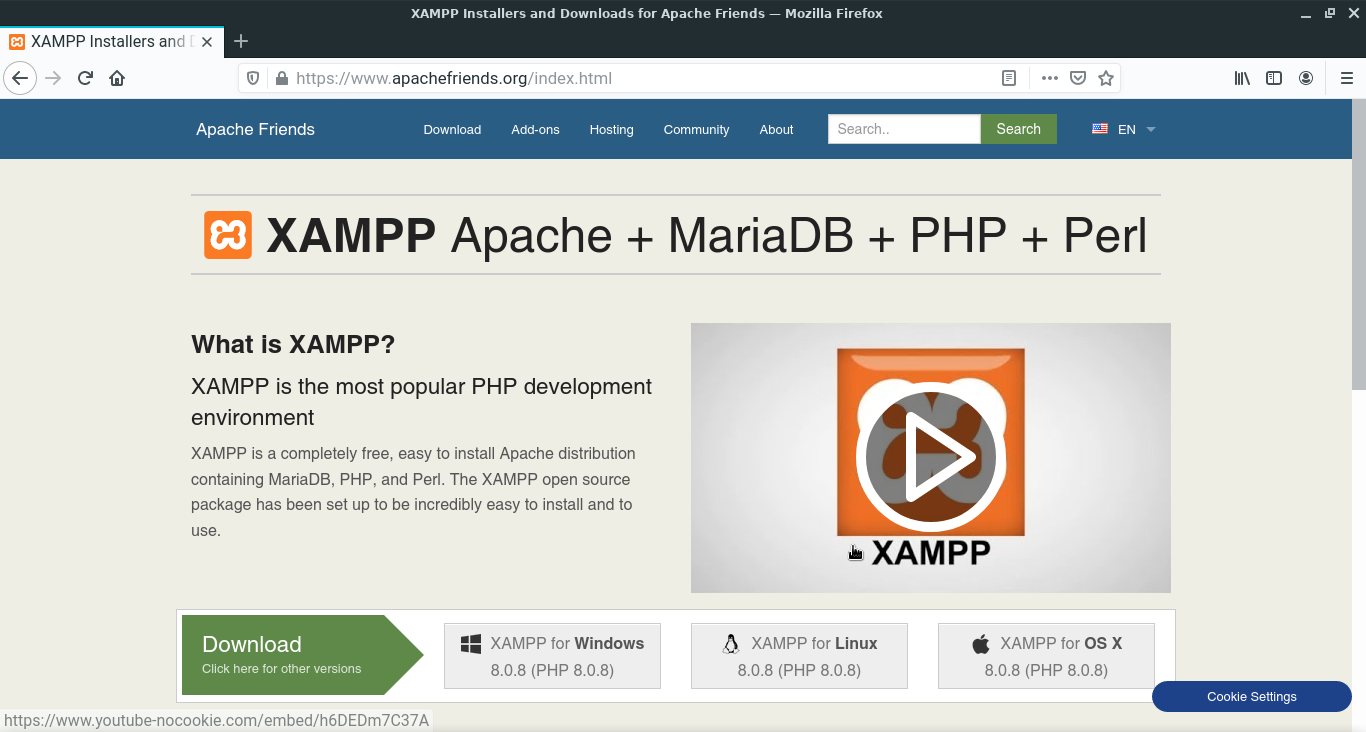 XAMPP Installers and Downloads for Apache Friends — Mozilla Firefox
XAMPP Installers and D
https://www.apachefriends.org/index.html
Apache Friends
Download
Add-ons
Hosting
Community
About
Search..
Search
EN
XAMPP Apache + MariaDB + PHP + Perl
What is XAMPP?
XAMPP is the most popular PHP development
environment
XAMPP is a completely free, easy to install Apache distribution
containing MariaDB, PHP, and Perl. The XAMPP open source
package has been set up to be incredibly easy to install and to
use.
XAMPP
Download
Click here for other versions
XAMPP for Windows
8.0.8 (PHP 8.0.8)
XAMPP for Linux
8.0.8 (PHP 8.0.8)
XAMPP for OS X
8.0.8 (PHP 8.0.8)
Cookie Settings
https://www.youtube-nocookie.com/embed/h6DEDm7C37A